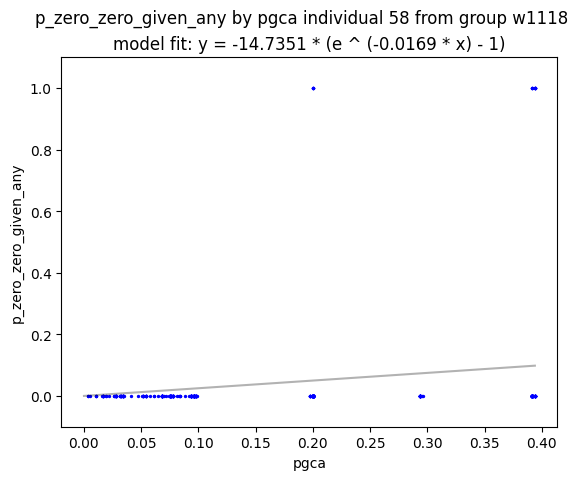 p_zero_zero_given_any by pgca individual 58 from group w1118
model fit: y = -14.7351 * (e ^ (-0.0169 * x) - 1)
1.0
0.8
0.6
0.4
0.2
0.0
p_zero_zero_given_any
0.00 0.05 0.10 0.15 0.20 0.25 0.30 0.35 0.40
pgca